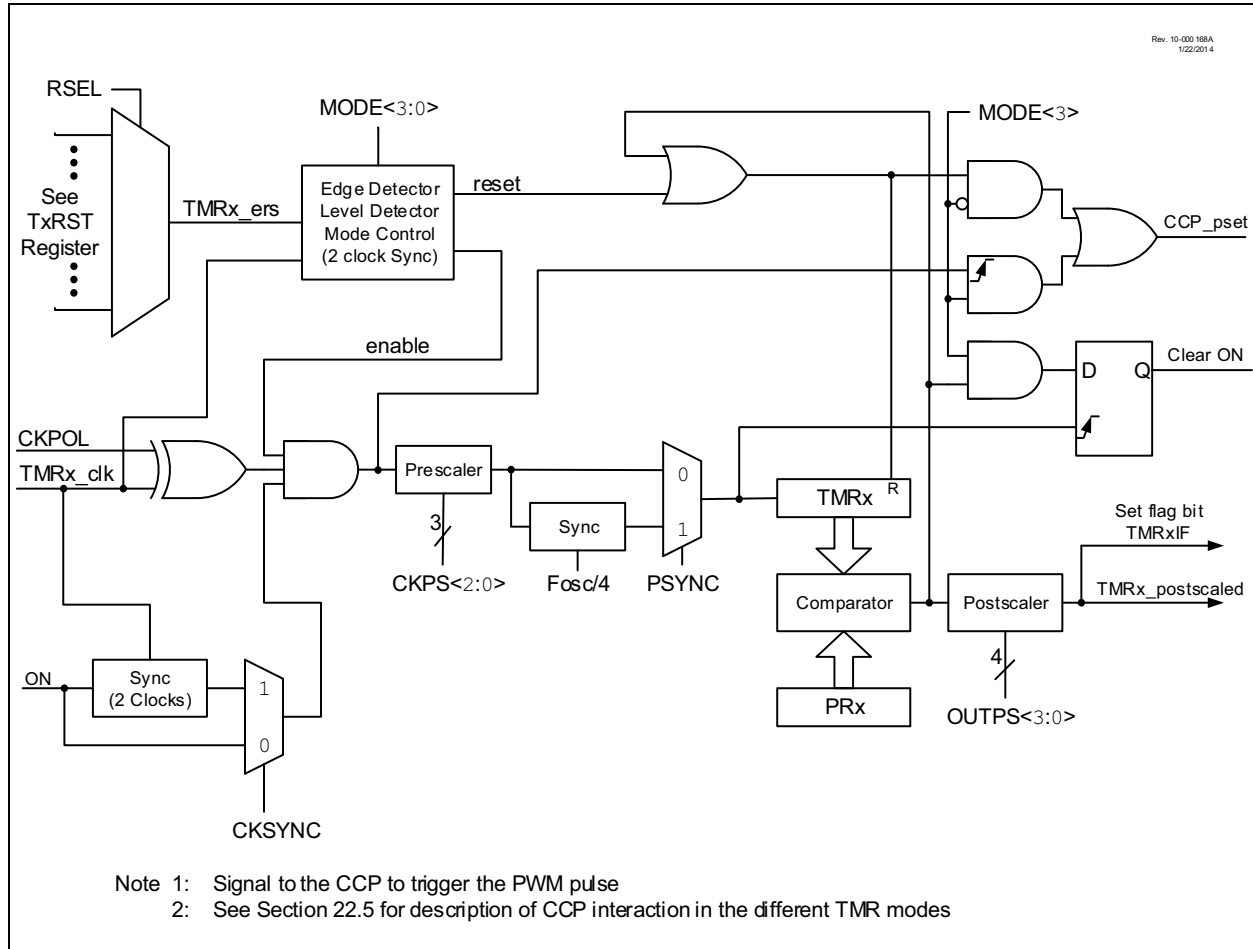 Rev. 10-000 168A
1/22/2014
RSEL
MODE<3:0>
MODE<3>
See
TxRST
Register
TMRx_ers
Edge Detector
Level Detector
Mode Control
(2 clock Sync)
reset
enable
CCP_pset
Clear ON
D
Q
CKPOL
TMRx_clk
Prescaler
3
CKPS<2:0>
Sync
Fosc/4
0
1
PSYNC
TMRx
R
Comparator
PRx
Postscaler
4
OUTPS<3:0>
Set flag bit
TMRxIF
TMRx_postscaled
ON
Sync
(2 Clocks)
1
0
CKSYNC
Note 1: Signal to the CCP to trigger the PWM pulse
2: See Section 22.5 for description of CCP interaction in the different TMR modes